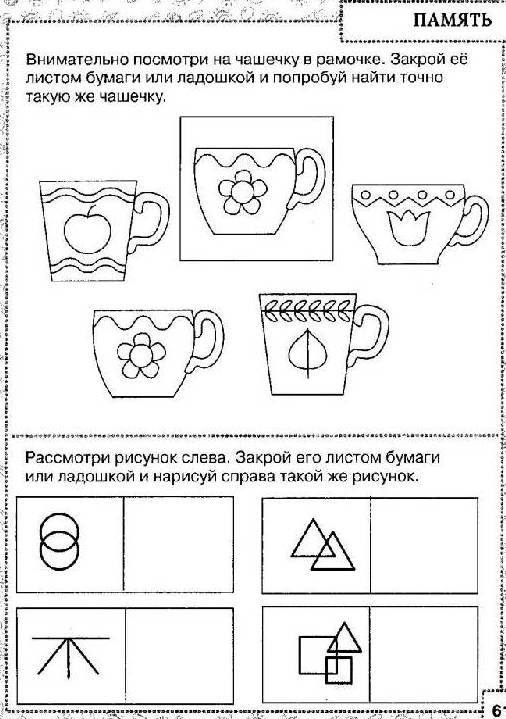 ПАМЯТЬ
Внимательно посмотри на чашечку в рамочке. Закрой её
листом бумаги или ладошкой и попробуй найти точно
такую же чашечку.
Рассмотри рисунок слева. Закрой его листом бумаги
или ладошкой и нарисуй справа такой же рисунок.